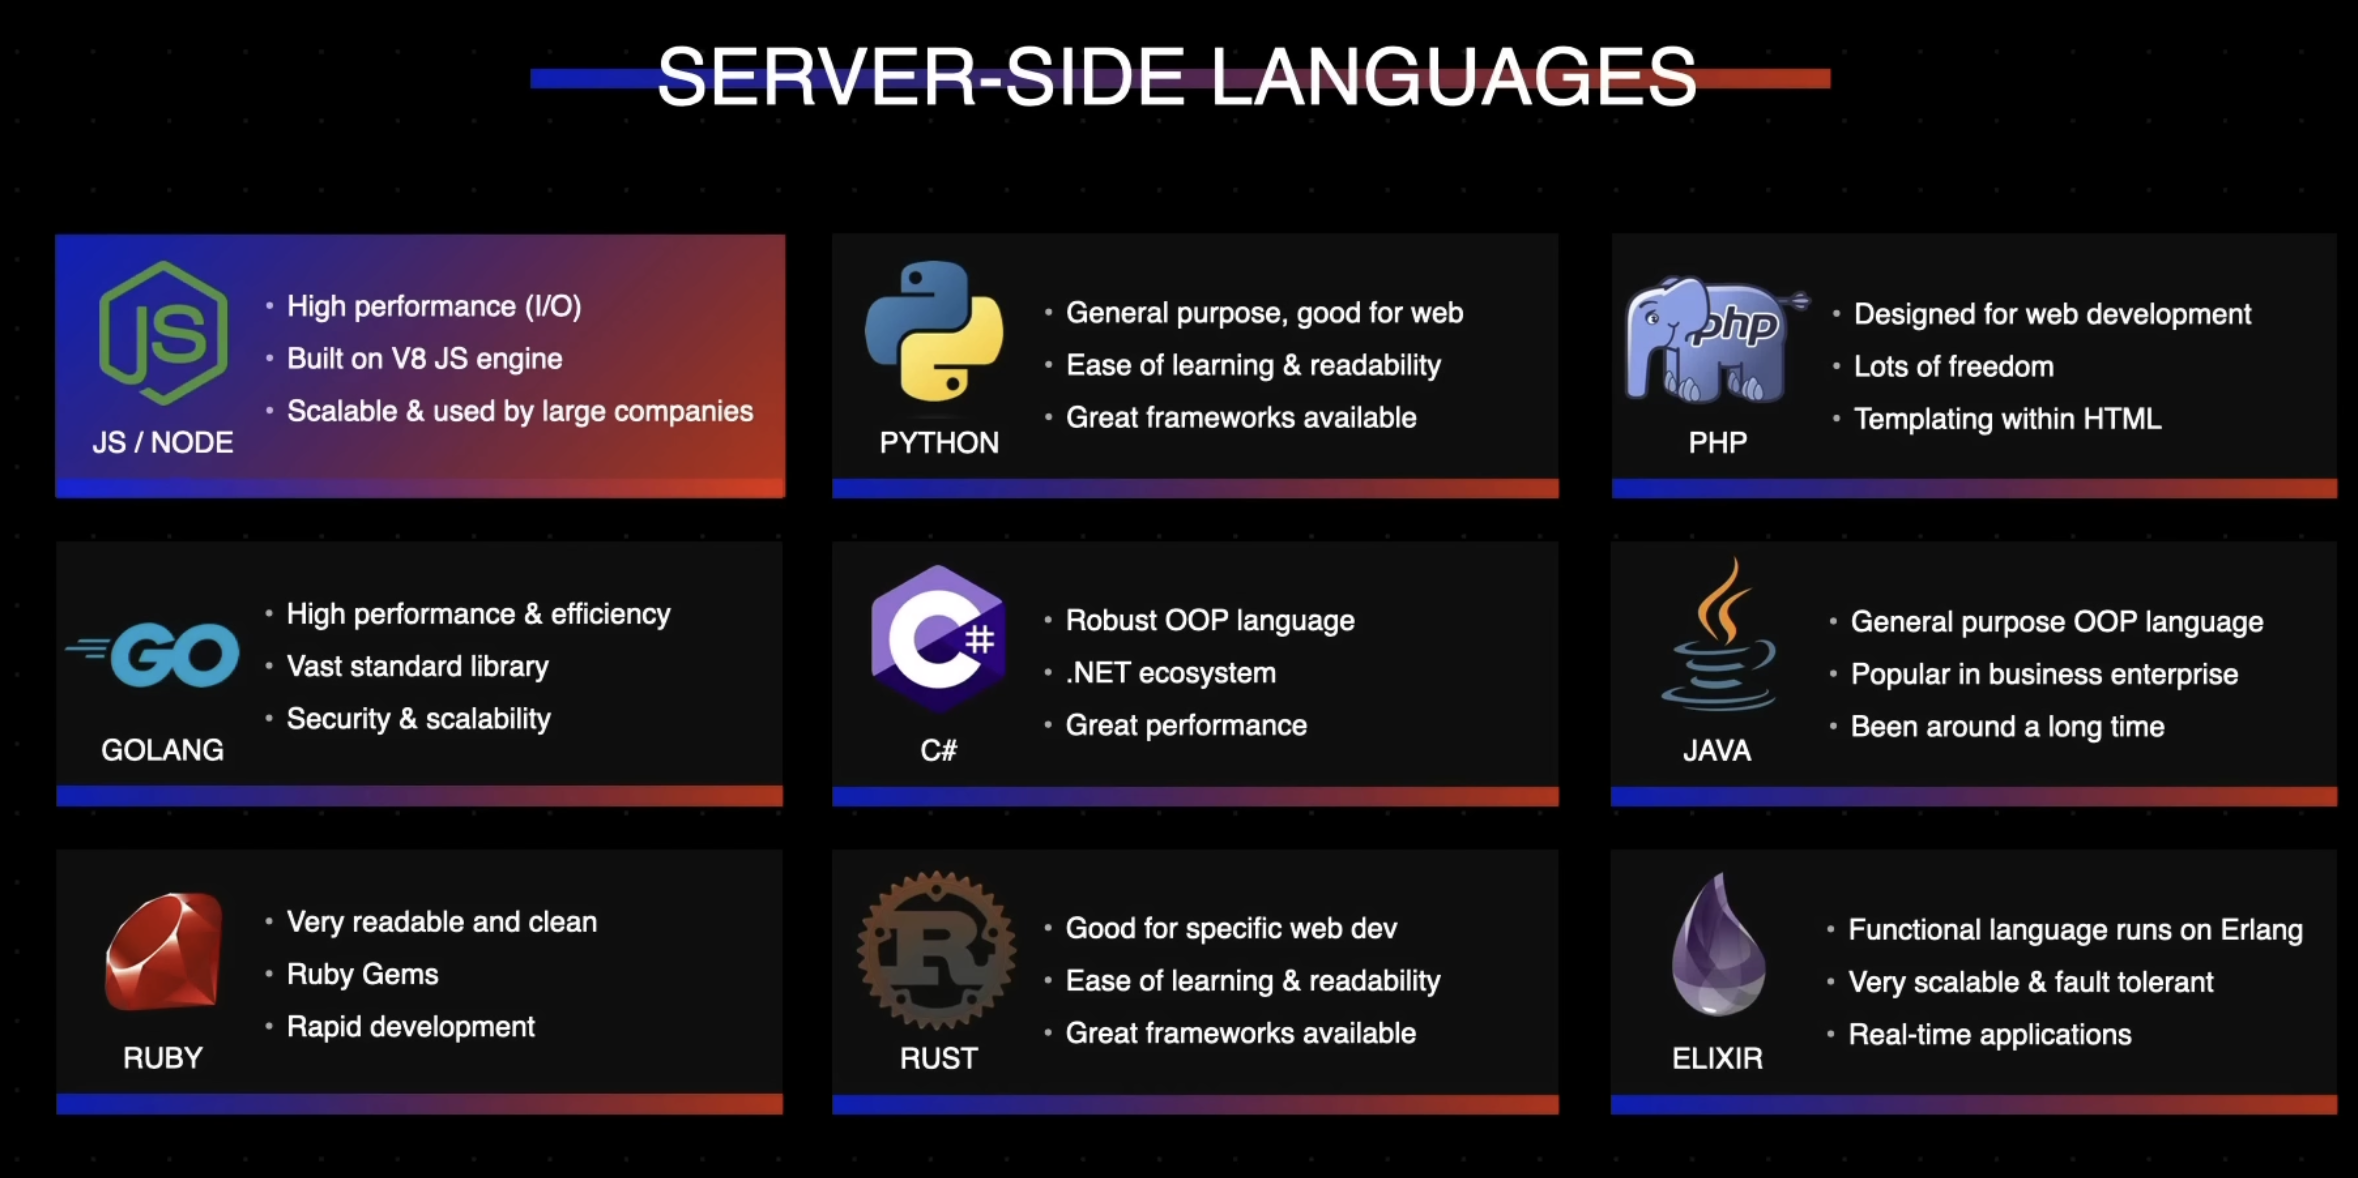 SERVER-SIDE LANGUAGES
JS
JS / NODE
• High performance (I/O)
• Built on V8 JS engine
• Scalable & used by large companies
PYTHON
• General purpose, good for web
• Ease of learning & readability
• Great frameworks available
php
PHP
• Designed for web development
• Lots of freedom
• Templating within HTML
GO
GOLANG
• High performance & efficiency
• Vast standard library
• Security & scalability
C#
C#
• Robust OOP language
• .NET ecosystem
• Great performance
JAVA
• General purpose OOP language
• Popular in business enterprise
• Been around a long time
RUBY
• Very readable and clean
• Ruby Gems
• Rapid development
R
RUST
• Good for specific web dev
• Ease of learning & readability
• Great frameworks available
ELIXIR
• Functional language runs on Erlang
• Very scalable & fault tolerant
• Real-time applications